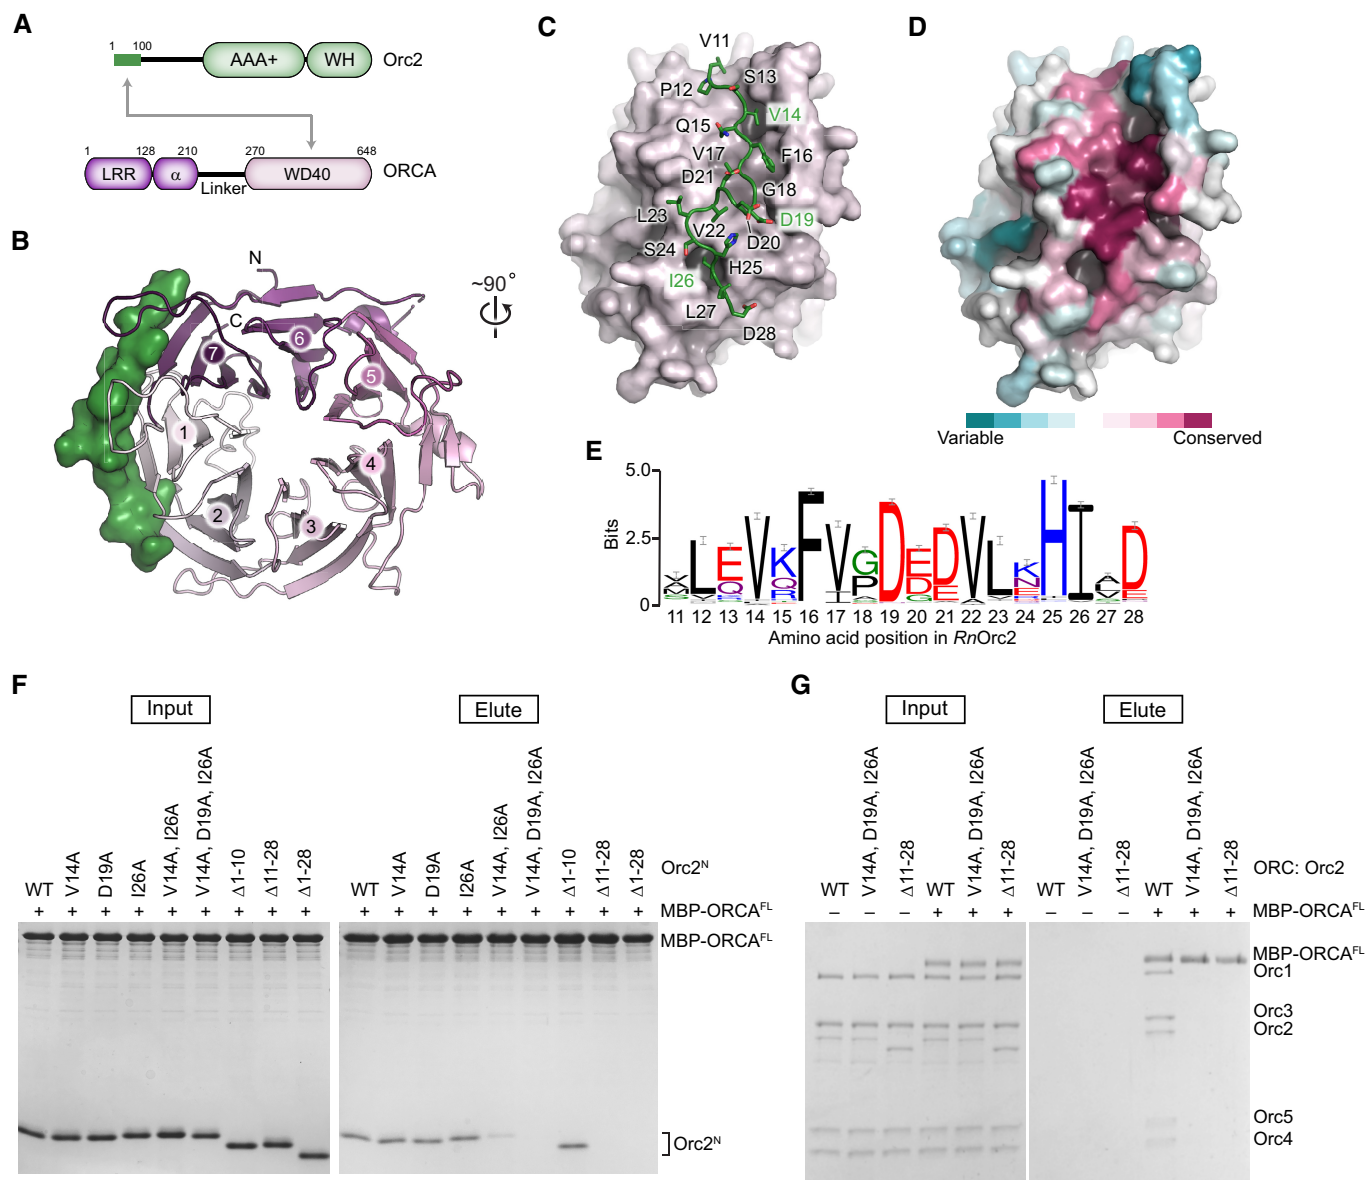 A
1 100
AAA+ WH Orc2
1 128 210 270 648
LRR α Linker WD40 ORCA
B
N
C
7 6 5 1 4 2 3
~90°
C
V11
S13
P12
V14
Q15
F16
V17
D21
G18
L23
D19
V22
D20
S24
H25
I26
L27
D28
D
Variable Conserved
E
5.0
2.5
0
Bits
11 12 13 14 15 16 17 18 19 20 21 22 23 24 25 26 27 28
Amino acid position in RnOrc2
F
Input Elute
WT V14A D19A I26A V14A, I26A V14A, D19A, I26A Δ1-10 Δ11-28 Δ1-28
WT V14A D19A I26A V14A, I26A V14A, D19A, I26A Δ1-10 Δ11-28 Δ1-28
Orc2ᴺ
+ + + + + + + + + + + + + + + + + + MBP-ORCAFL
MBP-ORCAFL
Orc2ᴺ
G
Input Elute
WT V14A, D19A, I26A Δ11-28 WT V14A, D19A, I26A Δ11-28
WT V14A, D19A, I26A Δ11-28 WT V14A, D19A, I26A Δ11-28
ORC: Orc2
– – – + + + – – – + + + MBP-ORCAFL
MBP-ORCAFL
Orc1
Orc3
Orc2
Orc5
Orc4